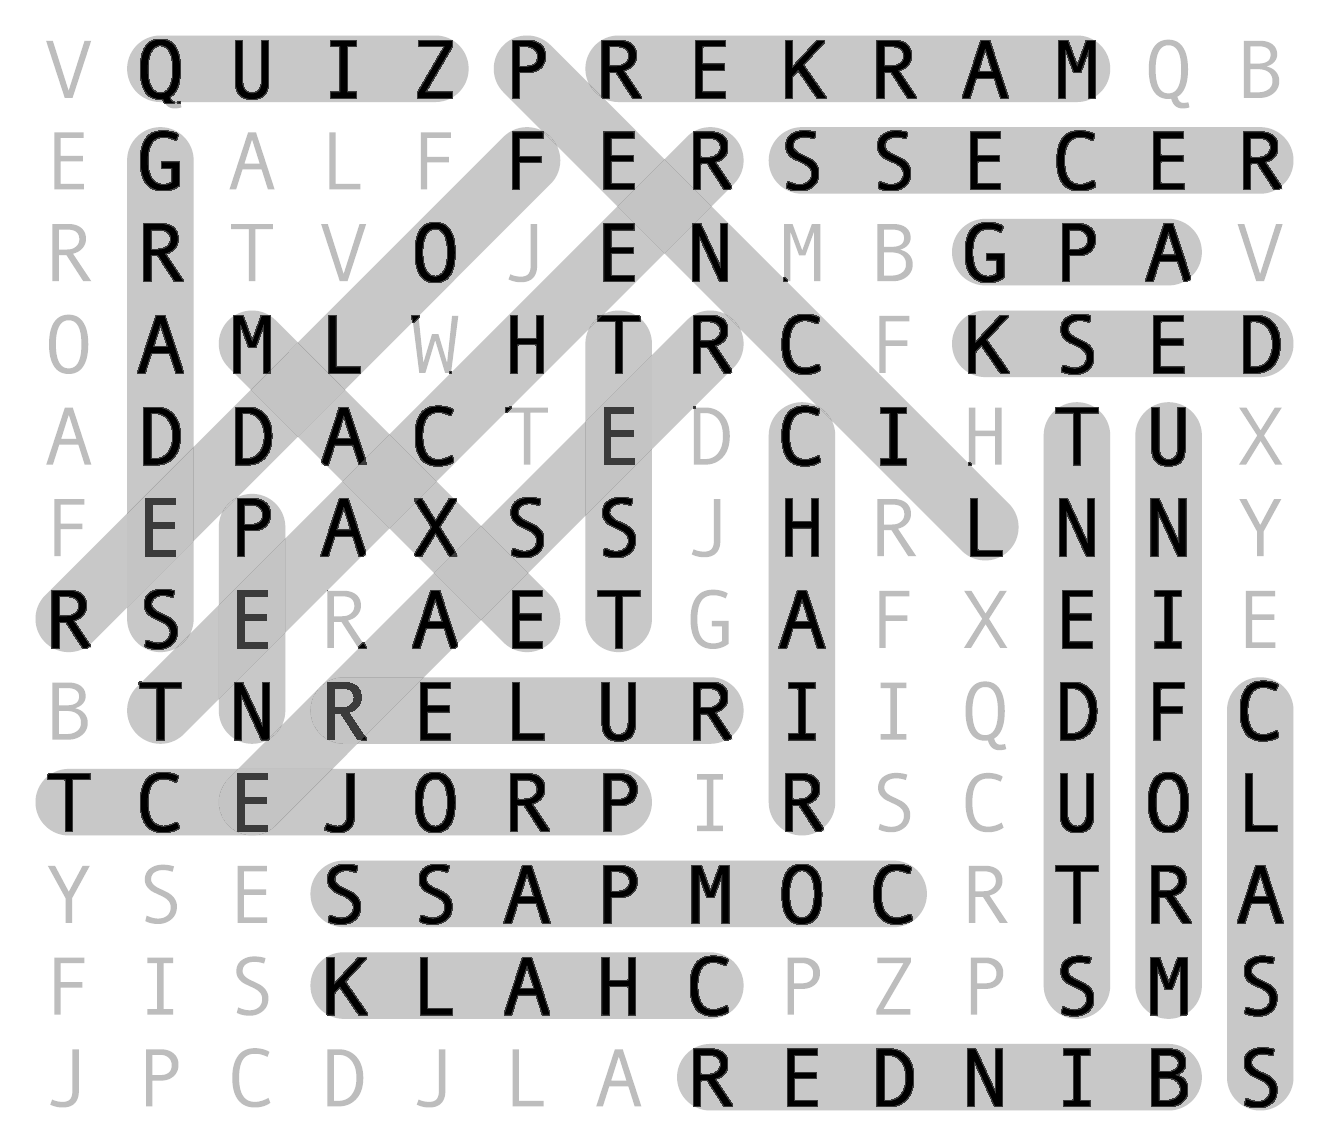 V Q U I Z P R E K R A M Q B
E G A L F F E R S S E C E R
R R T V O J E N M B G P A V
O A M L W H T R C F K S E D
A D D A C T E D C I H T U X
F E P A X S S J H R L N N Y
R S E R A E T G A F X E I E
B T N R E L U R I I Q D F C
T C E J O R P I R S C U O L
Y S E S S A P M O C R T R A
F I S K L A H C P Z P S M S
J P C D J L A R E D N I B S